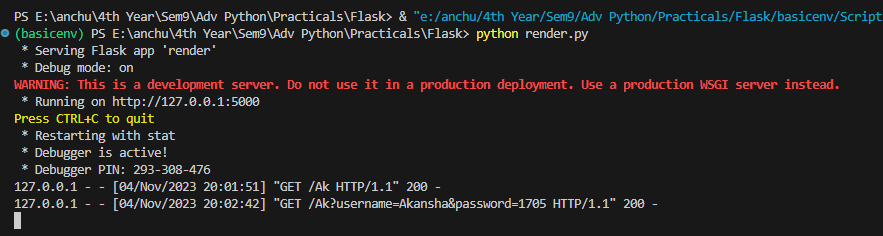 PS E:\anchu\4th Year\Sem9\Adv Python\Practicals\Flask> & "e:/anchu/4th Year/Sem9/Adv Python/Practicals/Flask/basicenv/Script
(basicenv) PS E:\anchu\4th Year\Sem9\Adv Python\Practicals\Flask> python render.py
 * Serving Flask app 'render'
 * Debug mode: on
WARNING: This is a development server. Do not use it in a production deployment. Use a production WSGI server instead.
 * Running on http://127.0.0.1:5000
Press CTRL+C to quit
 * Restarting with stat
 * Debugger is active!
 * Debugger PIN: 293-308-476
127.0.0.1 - - [04/Nov/2023 20:01:51] "GET /Ak HTTP/1.1" 200 -
127.0.0.1 - - [04/Nov/2023 20:02:42] "GET /Ak?username=Akansha&password=1705 HTTP/1.1" 200 -